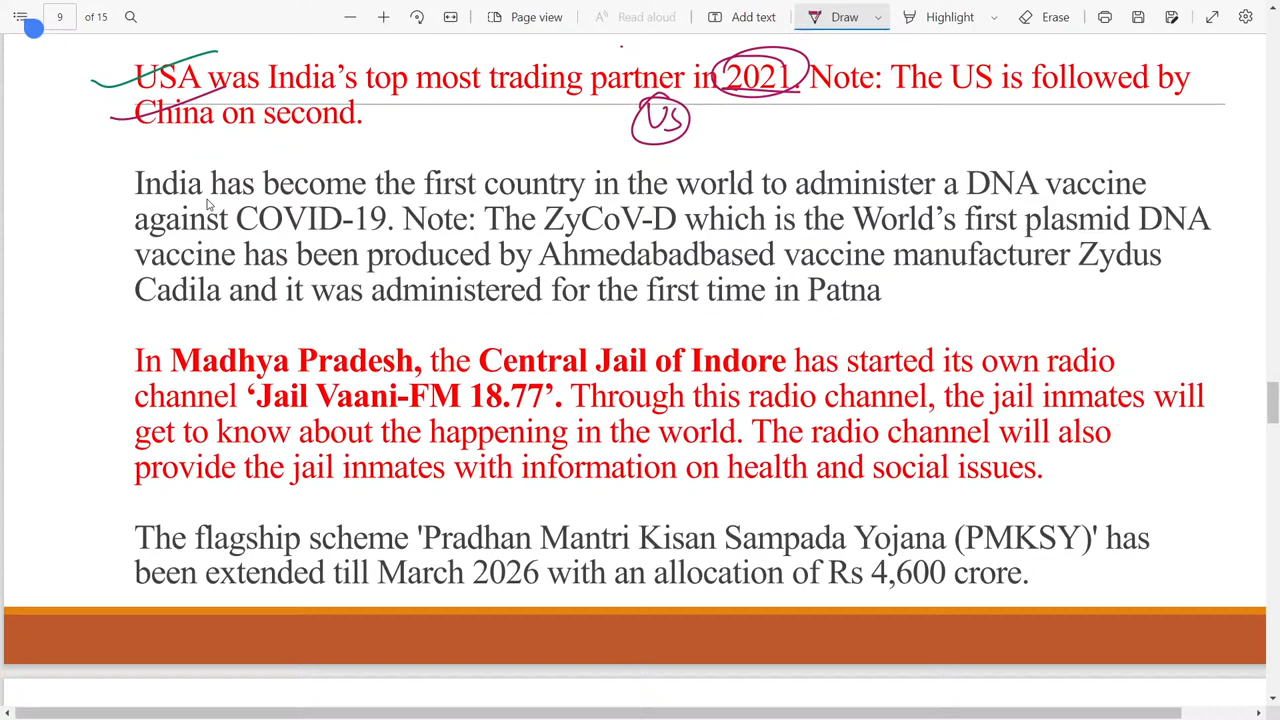 9 of 15 Page view Read aloud Add text Draw Highlight Erase
USA was India’s top most trading partner in 2021. Note: The US is followed by
China on second.
US
India has become the first country in the world to administer a DNA vaccine
against COVID-19. Note: The ZyCoV-D which is the World’s first plasmid DNA
vaccine has been produced by Ahmedabadbased vaccine manufacturer Zydus
Cadila and it was administered for the first time in Patna
In Madhya Pradesh, the Central Jail of Indore has started its own radio
channel ‘Jail Vaani-FM 18.77’. Through this radio channel, the jail inmates will
get to know about the happening in the world. The radio channel will also
provide the jail inmates with information on health and social issues.
The flagship scheme 'Pradhan Mantri Kisan Sampada Yojana (PMKSY)' has
been extended till March 2026 with an allocation of Rs 4,600 crore.